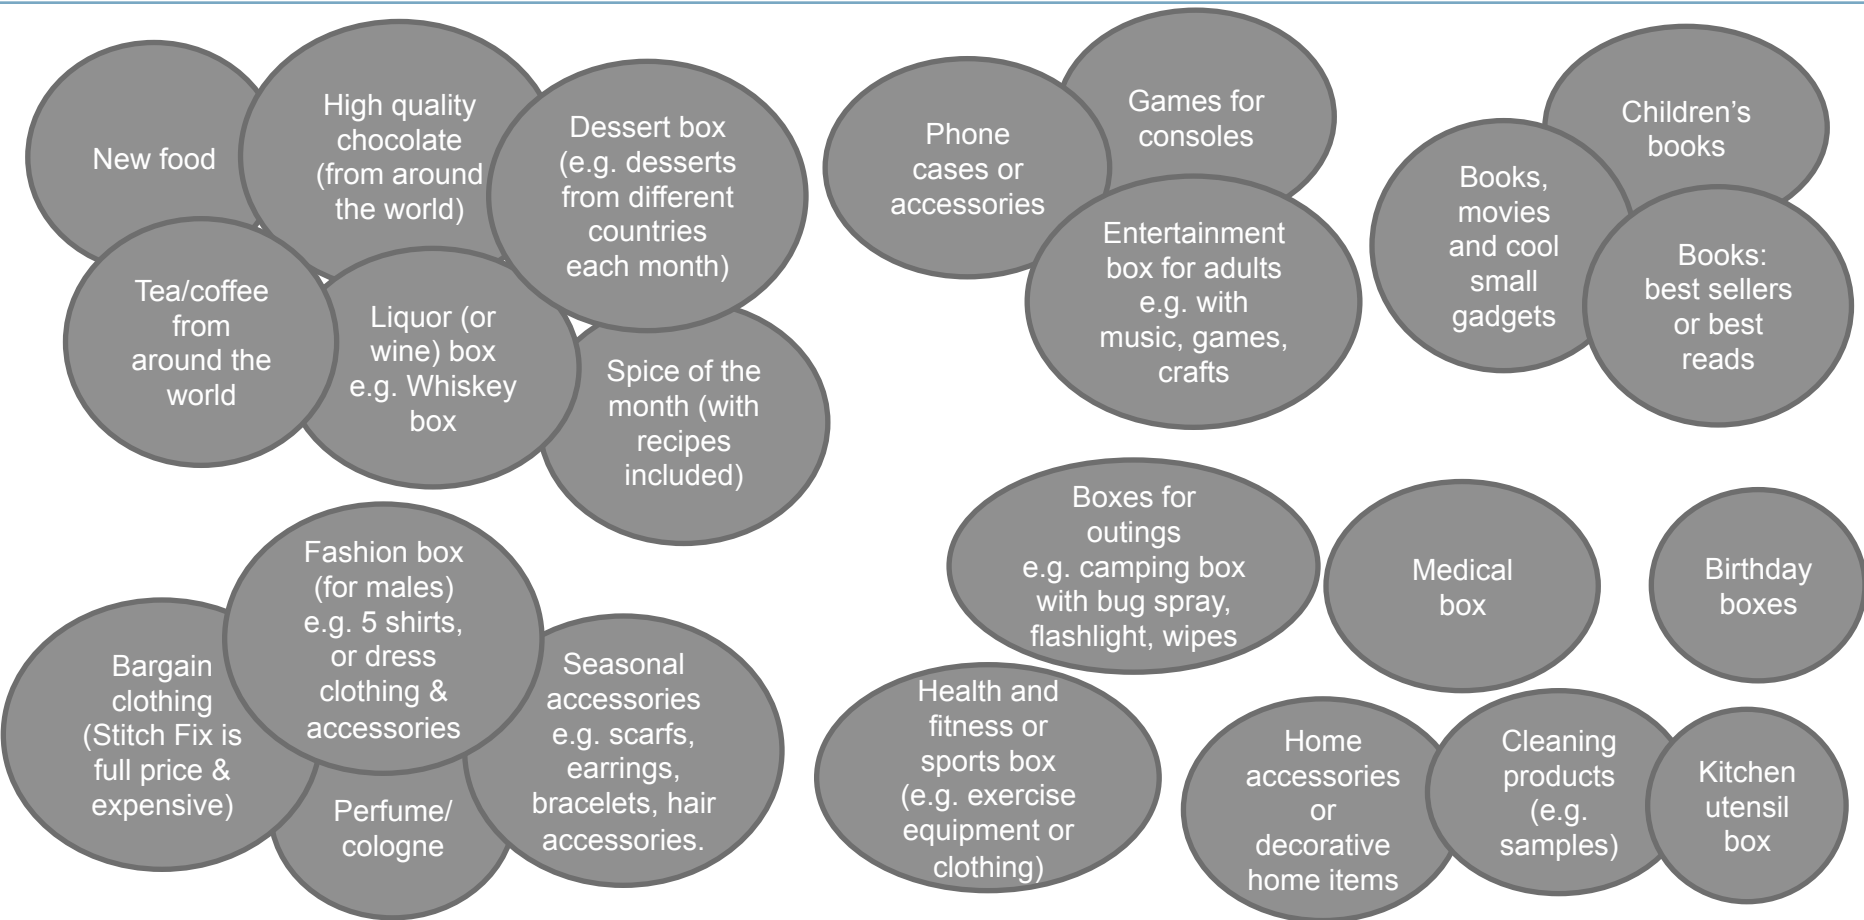 New food
High quality
chocolate
(from around
the world)
Dessert box
(e.g. desserts
from different
countries
each month)
Tea/coffee
from
around the
world
Liquor (or
wine) box
e.g. Whiskey
box
Spice of the
month (with
recipes
included)
Phone
cases or
accessories
Games for
consoles
Entertainment
box for adults
e.g. with
music, games,
crafts
Children’s
books
Books,
movies
and cool
small
gadgets
Books:
best sellers
or best
reads
Bargain
clothing
(Stitch Fix is
full price &
expensive)
Fashion box
(for males)
e.g. 5 shirts,
or dress
clothing &
accessories
Perfume/
cologne
Seasonal
accessories
e.g. scarfs,
earrings,
bracelets, hair
accessories.
Boxes for
outings
e.g. camping box
with bug spray,
flashlight, wipes
Medical
box
Birthday
boxes
Health and
fitness or
sports box
(e.g. exercise
equipment or
clothing)
Home
accessories
or
decorative
home items
Cleaning
products
(e.g.
samples)
Kitchen
utensil
box